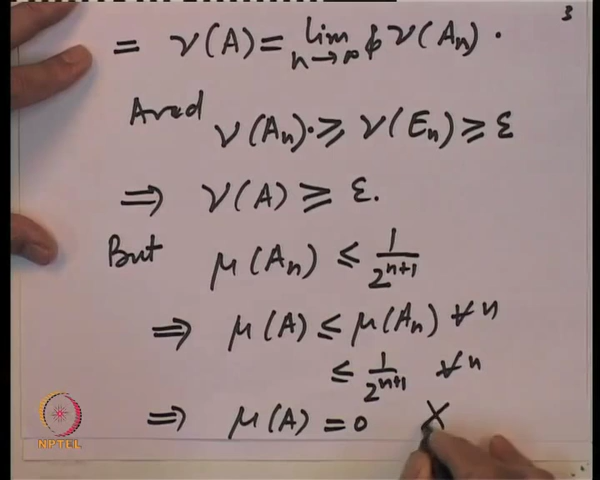 3
= ν(A) = lim n→∞ ν(An) .
And ν(An) ≥ ν(En) ≥ ε
⇒ ν(A) ≥ ε.
But μ(An) ≤ 1/2^{n+1}
⇒ μ(A) ≤ μ(An) ∀ n
≤ 1/2^{n+1} ∀ n
⇒ μ(A) = 0 X
NPTEL